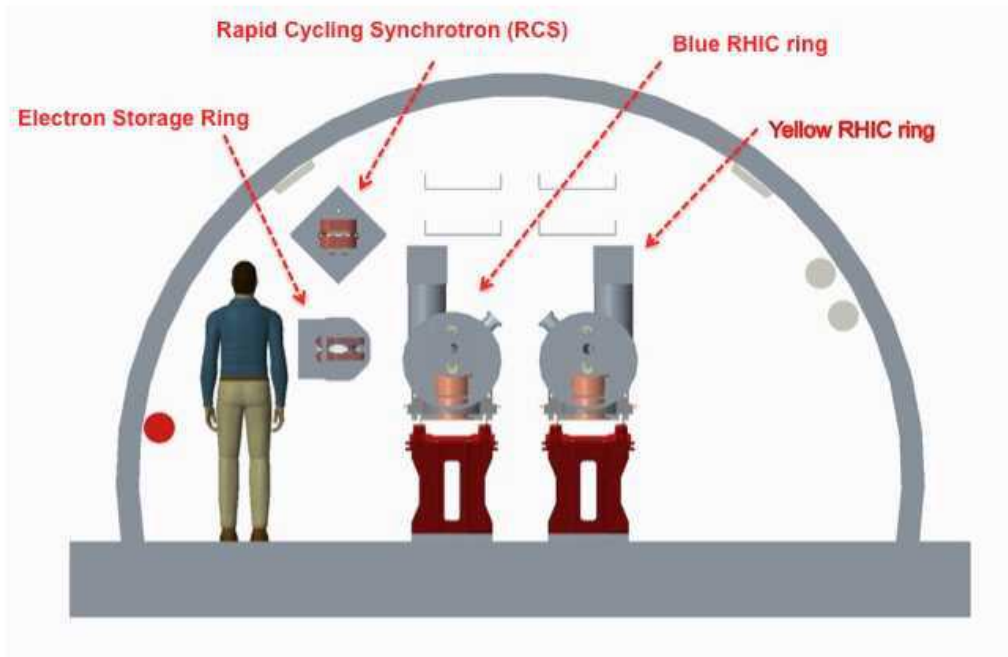 Rapid Cycling Synchrotron (RCS)
Blue RHIC ring
Electron Storage Ring
Yellow RHIC ring